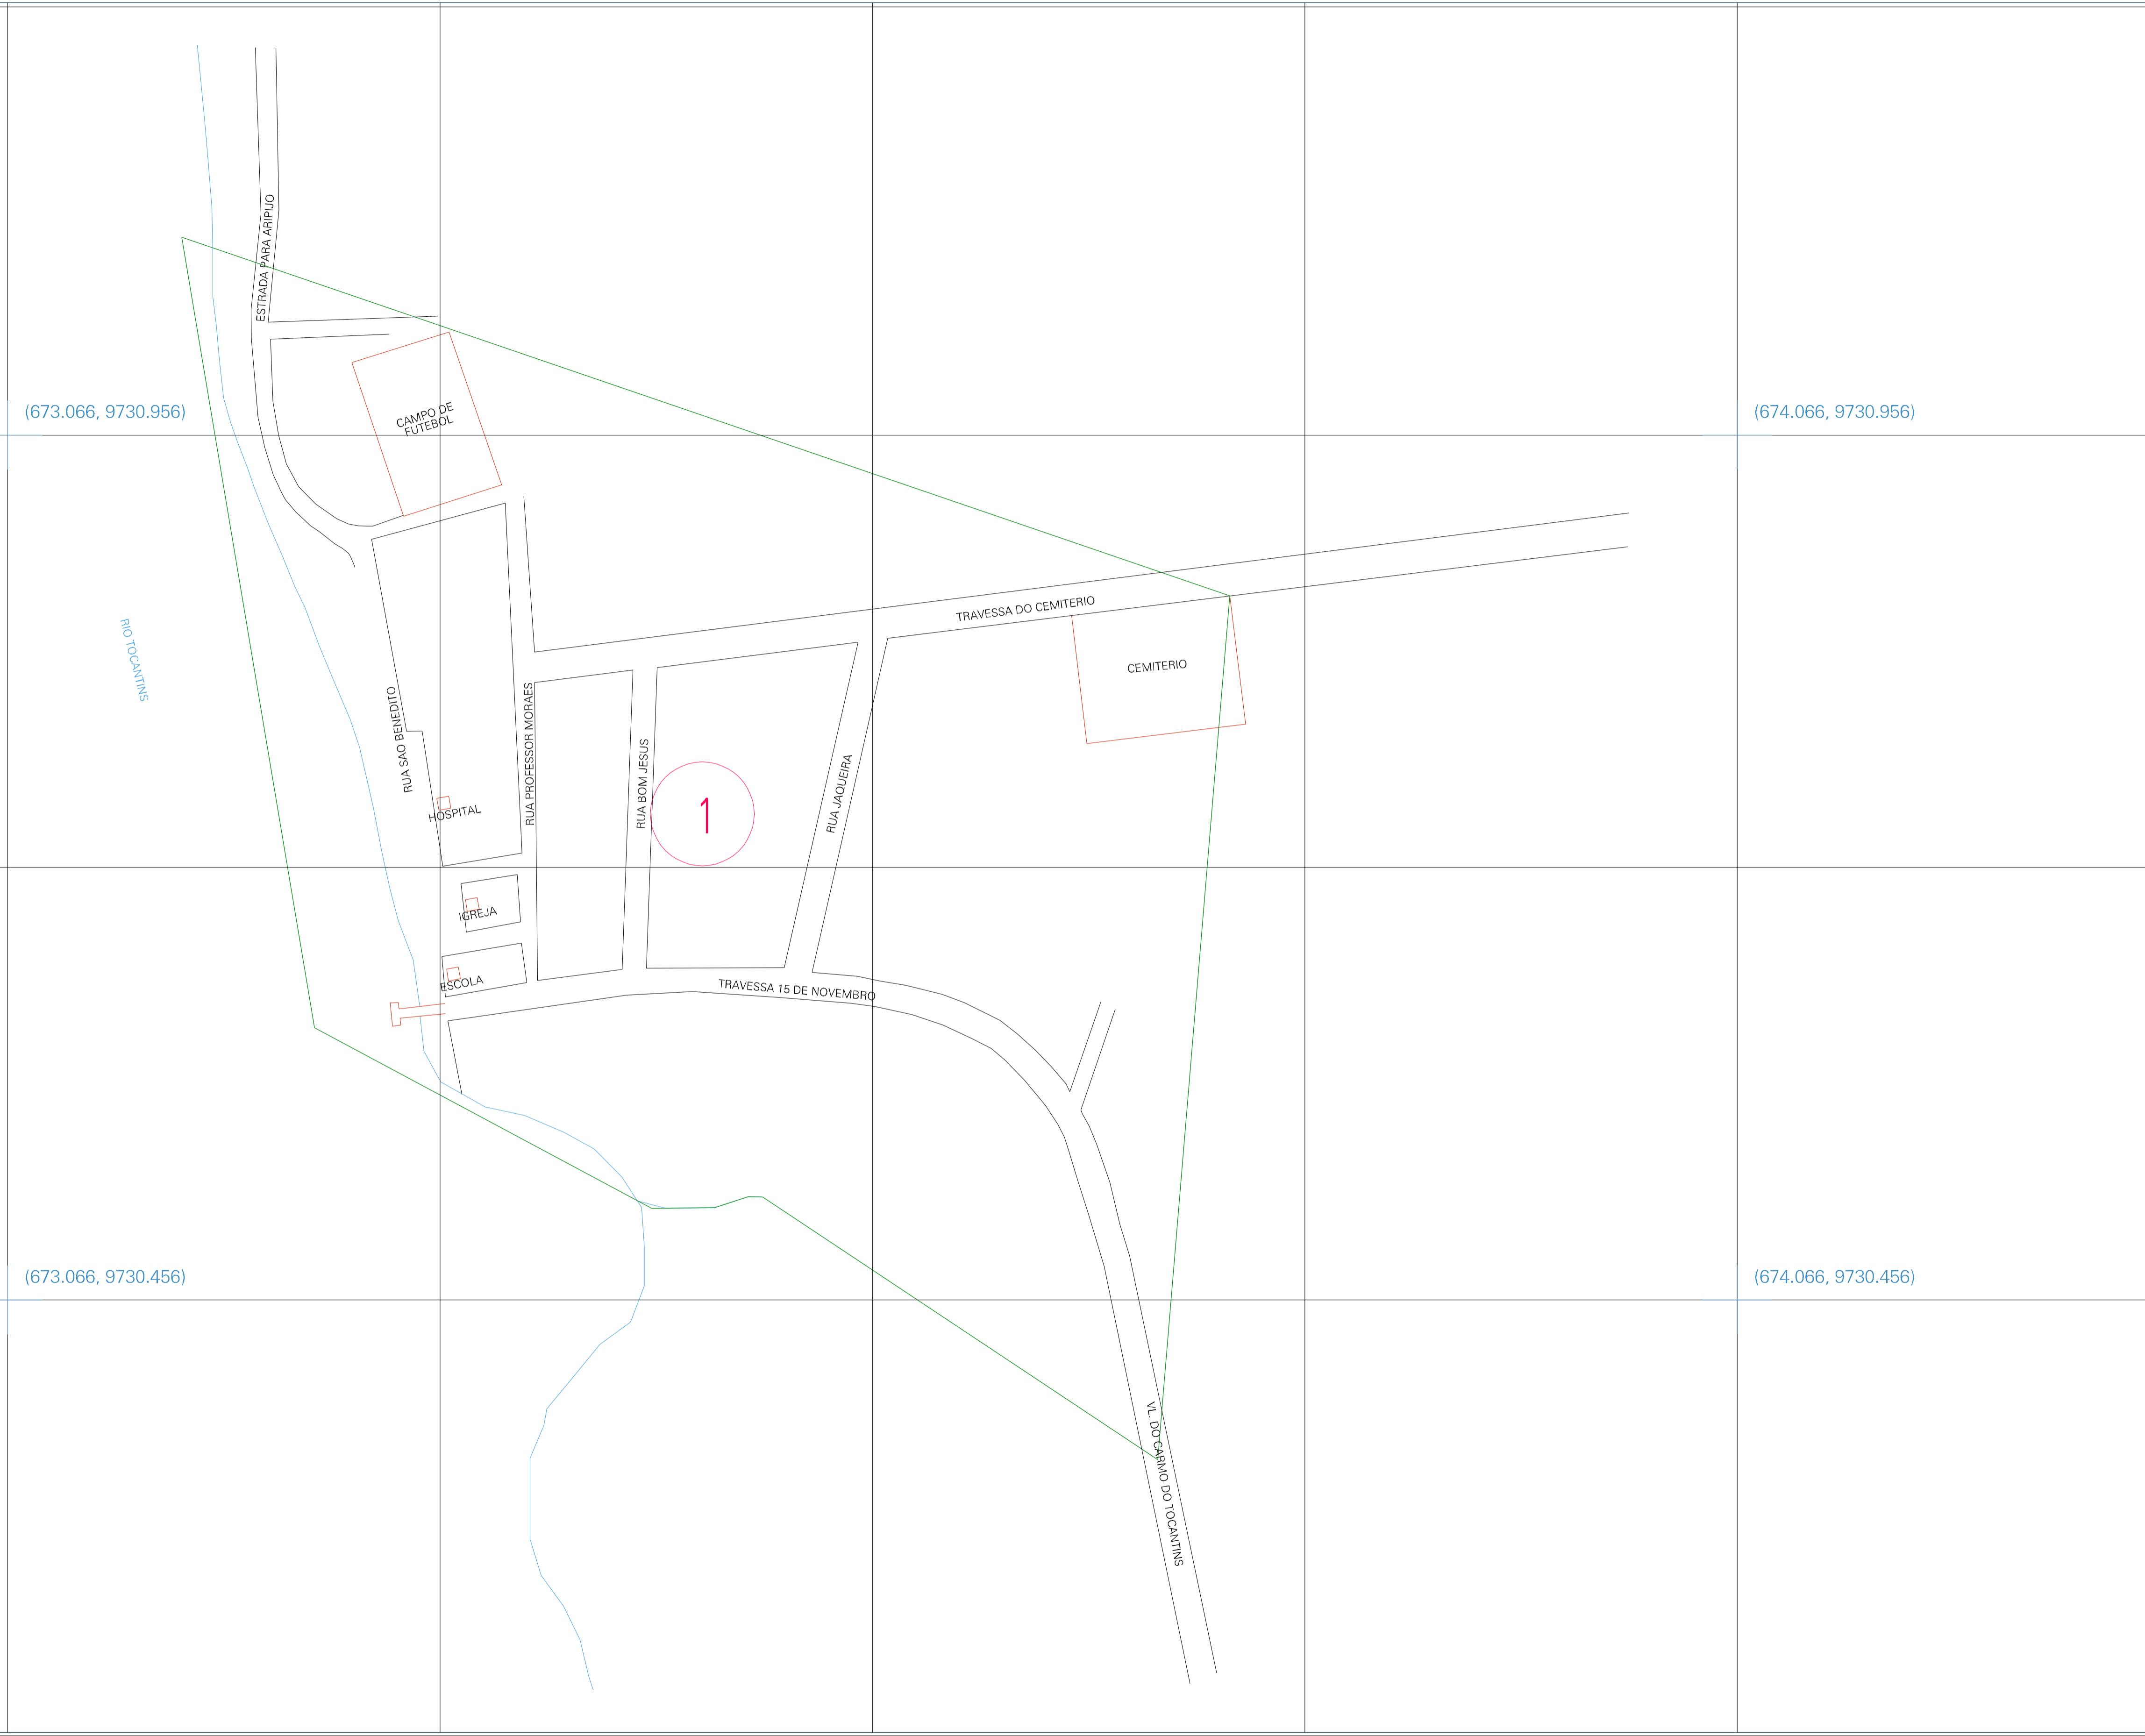 ESTRADA PARA ARIPIJO
(673.066, 9730.956)
CAMPO DE
FUTEBOL
(674.066, 9730.956)
RIO TOCANTINS
TRAVESSA DO CEMITERIO
CEMITERIO
RUA SAO BENEDITO
RUA PROFESSOR MORAES
RUA BOM JESUS
1
RUA JAQUEIRA
HOSPITAL
IGREJA
ESCOLA
TRAVESSA 15 DE NOVEMBRO
(673.066, 9730.456)
(674.066, 9730.456)
VL. DO CARMO DO TOCANTINS